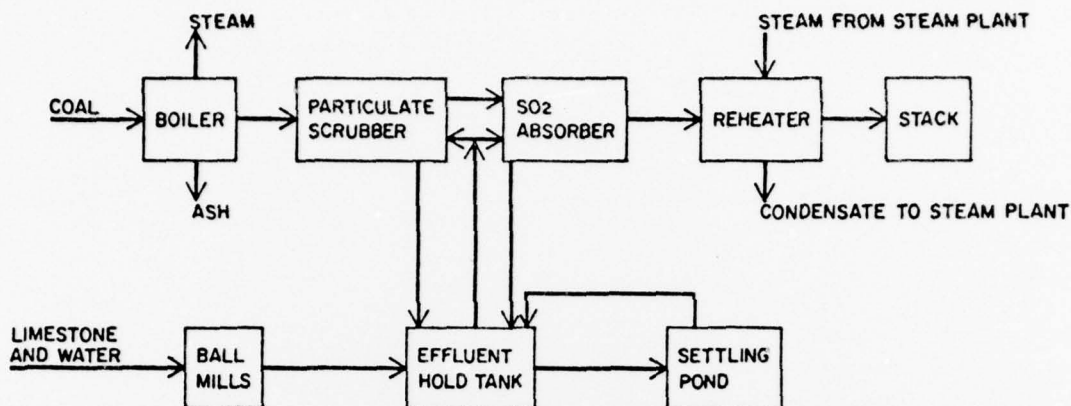 STEAM
STEAM FROM STEAM PLANT
COAL
BOILER
PARTICULATE
SCRUBBER
SO2
ABSORBER
REHEATER
STACK
ASH
CONDENSATE TO STEAM PLANT
LIMESTONE
AND WATER
BALL
MILLS
EFFLUENT
HOLD TANK
SETTLING
POND